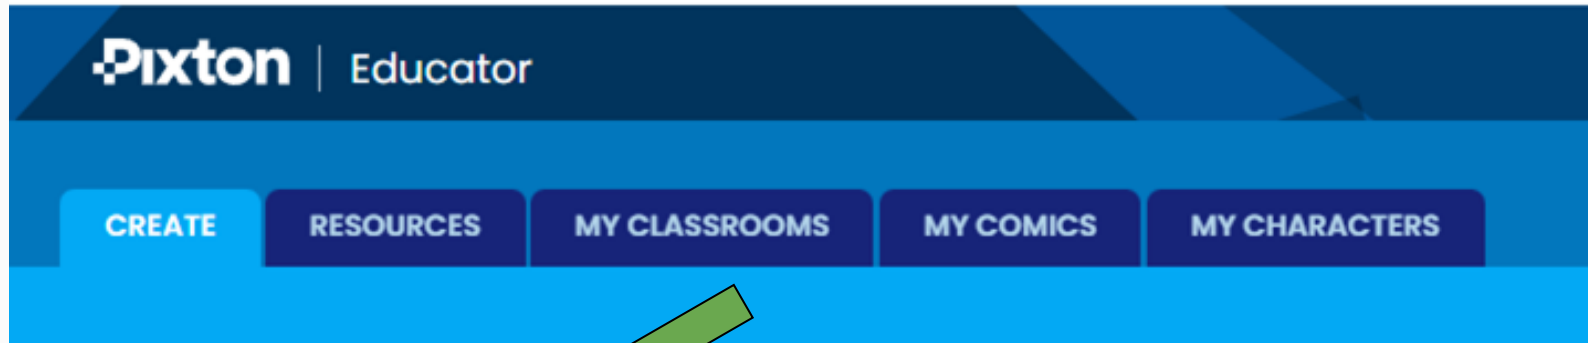 Pixton | Educator
CREATE RESOURCES MY CLASSROOMS MY COMICS MY CHARACTERS